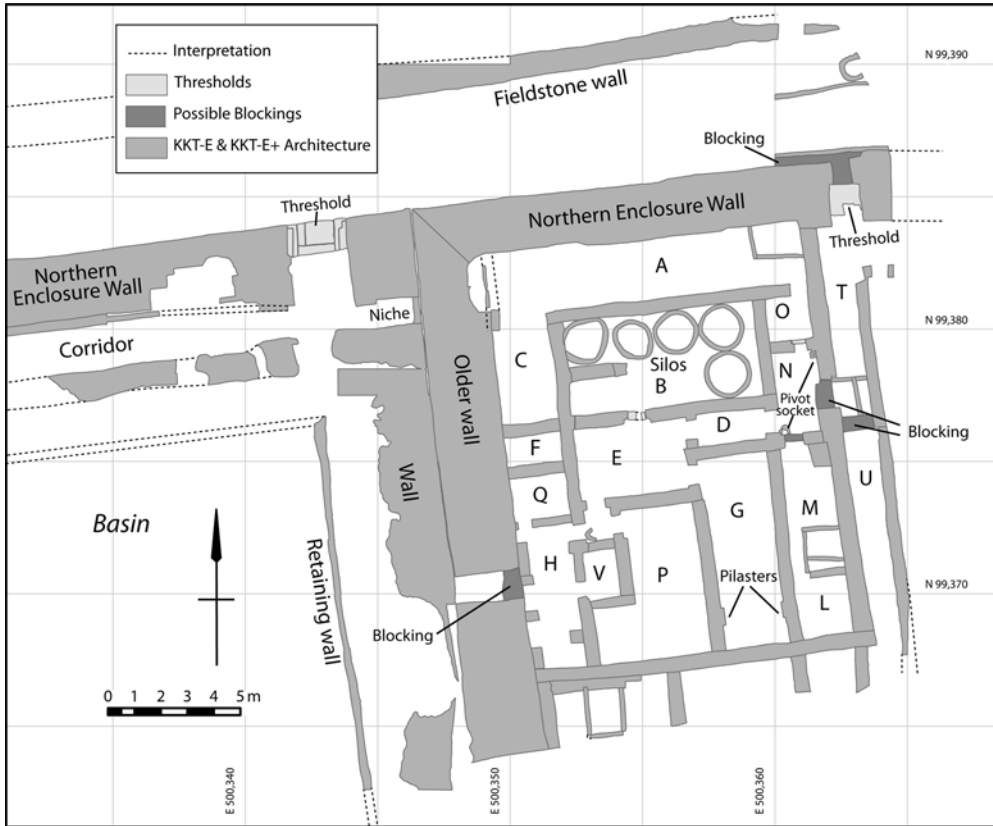 Interpretation
Thresholds
Possible Blockings
KKT-E & KKT-E+ Architecture
Fieldstone wall
N 99,390
Blocking
Threshold
Northern Enclosure Wall
Threshold
Northern
Enclosure Wall
A
T
Niche
O
N 99,380
Corridor
C
Older wall
Silos
B
N
Pivot
socket
D
Blocking
F
E
U
Wall
Q
G
M
Basin
Retaining wall
H
V
P
Pilasters
L
N 99,370
Blocking
0 1 2 3 4 5 m
E 500,340
E 500,350
E 500,360